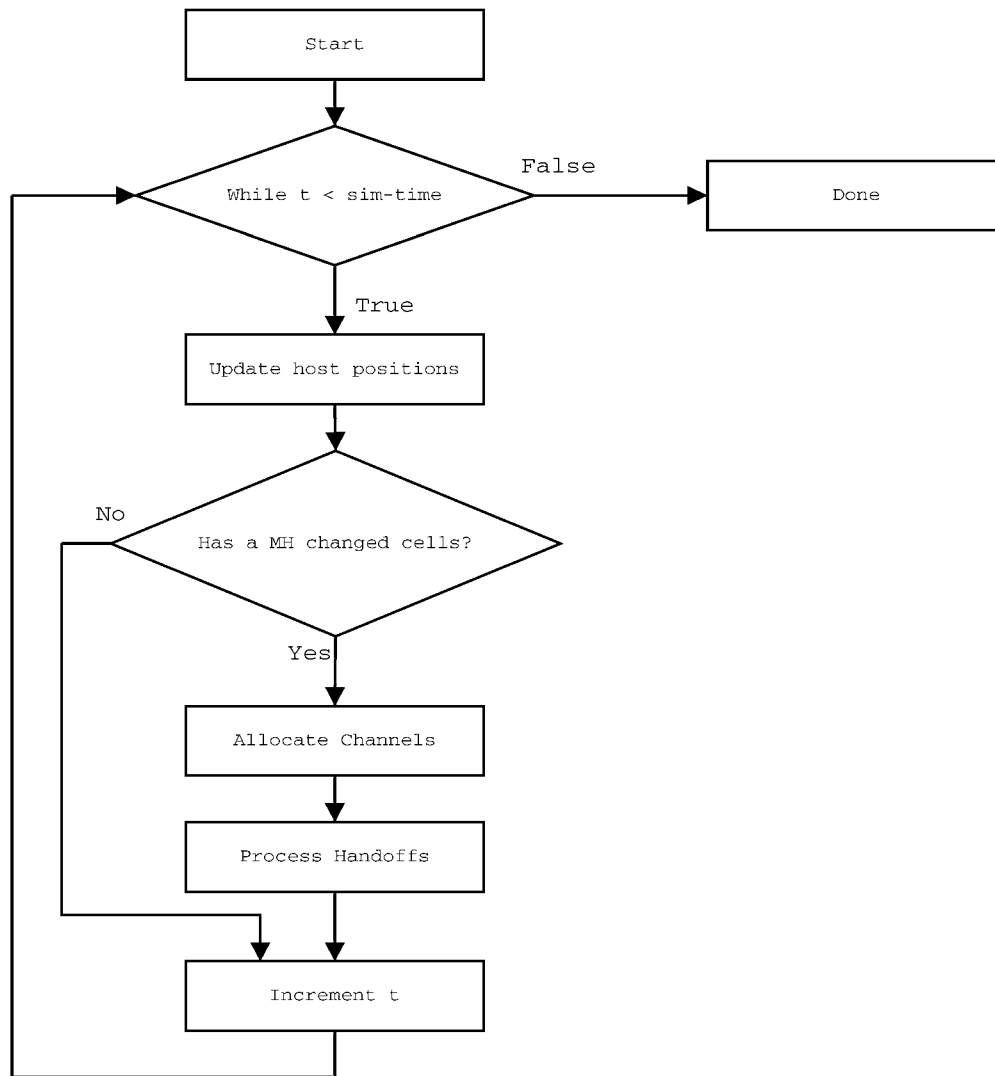 Start
While t < sim-time
False
Done
True
Update host positions
No
Has a MH changed cells?
Yes
Allocate Channels
Process Handoffs
Increment t